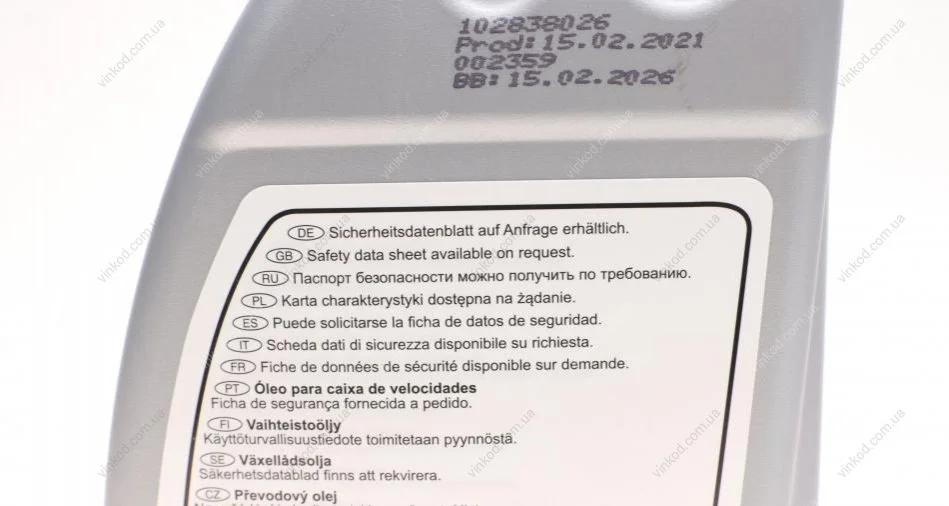 102838026
Prod: 15.02.2021
002359
BB: 15.02.2026
DE Sicherheitsdatenblatt auf Anfrage erhältlich.
GB Safety data sheet available on request.
RU Паспорт безопасности можно получить по требованию.
PL Karta charakterystyki dostępna na żądanie.
ES Puede solicitarse la ficha de datos de seguridad.
IT Scheda dati di sicurezza disponibile su richiesta.
FR Fiche de données de sécurité disponible sur demande.
PT Óleo para caixa de velocidades
Ficha de segurança fornecida a pedido.
FI Vaihteistoöljy
Käyttöturvallisuustiedote toimitetaan pyynnöstä.
SE Växellådsolja
Säkerhetsdatablad finns att rekvirera.
CZ Převodový olej
vinkod.com.ua